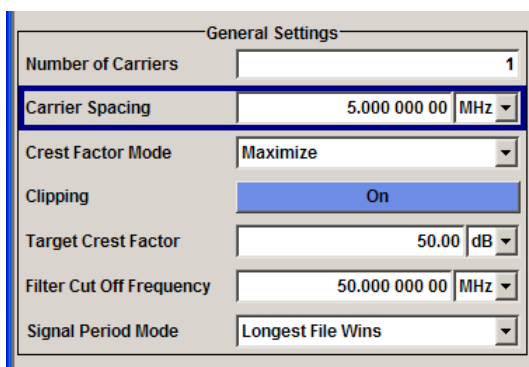 General Settings
Number of Carriers 1
Carrier Spacing 5.000 000 00 MHz
Crest Factor Mode Maximize
Clipping On
Target Crest Factor 50.00 dB
Filter Cut Off Frequency 50.000 000 00 MHz
Signal Period Mode Longest File Wins